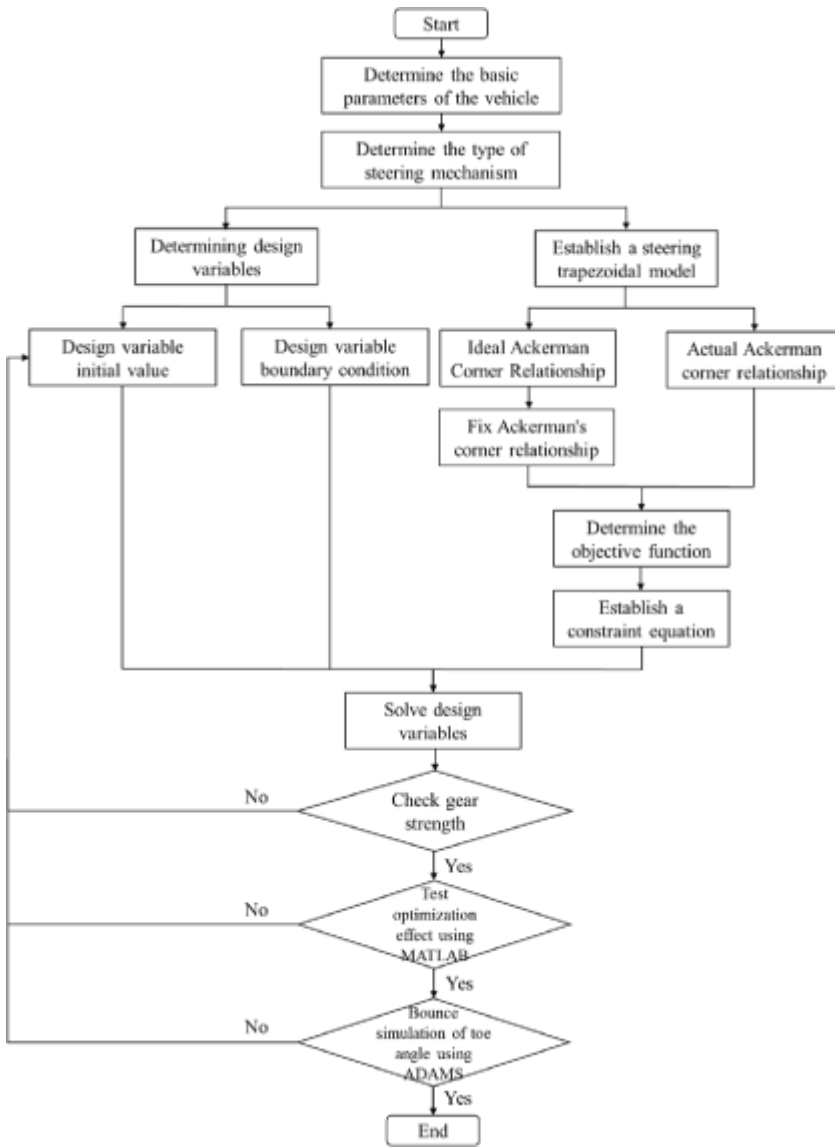 Start
Determine the basic
parameters of the vehicle
Determine the type of
steering mechanism
Determining design
variables
Establish a steering
trapezoidal model
Design variable
initial value
Design variable
boundary condition
Ideal Ackerman
Corner Relationship
Actual Ackerman
corner relationship
Fix Ackerman's
corner relationship
Determine the
objective function
Establish a
constraint equation
Solve design
variables
No
Check gear
strength
Yes
No
Test
optimization
effect using
MATLAB
Yes
No
Bounce
simulation of toe
angle using
ADAMS
Yes
End